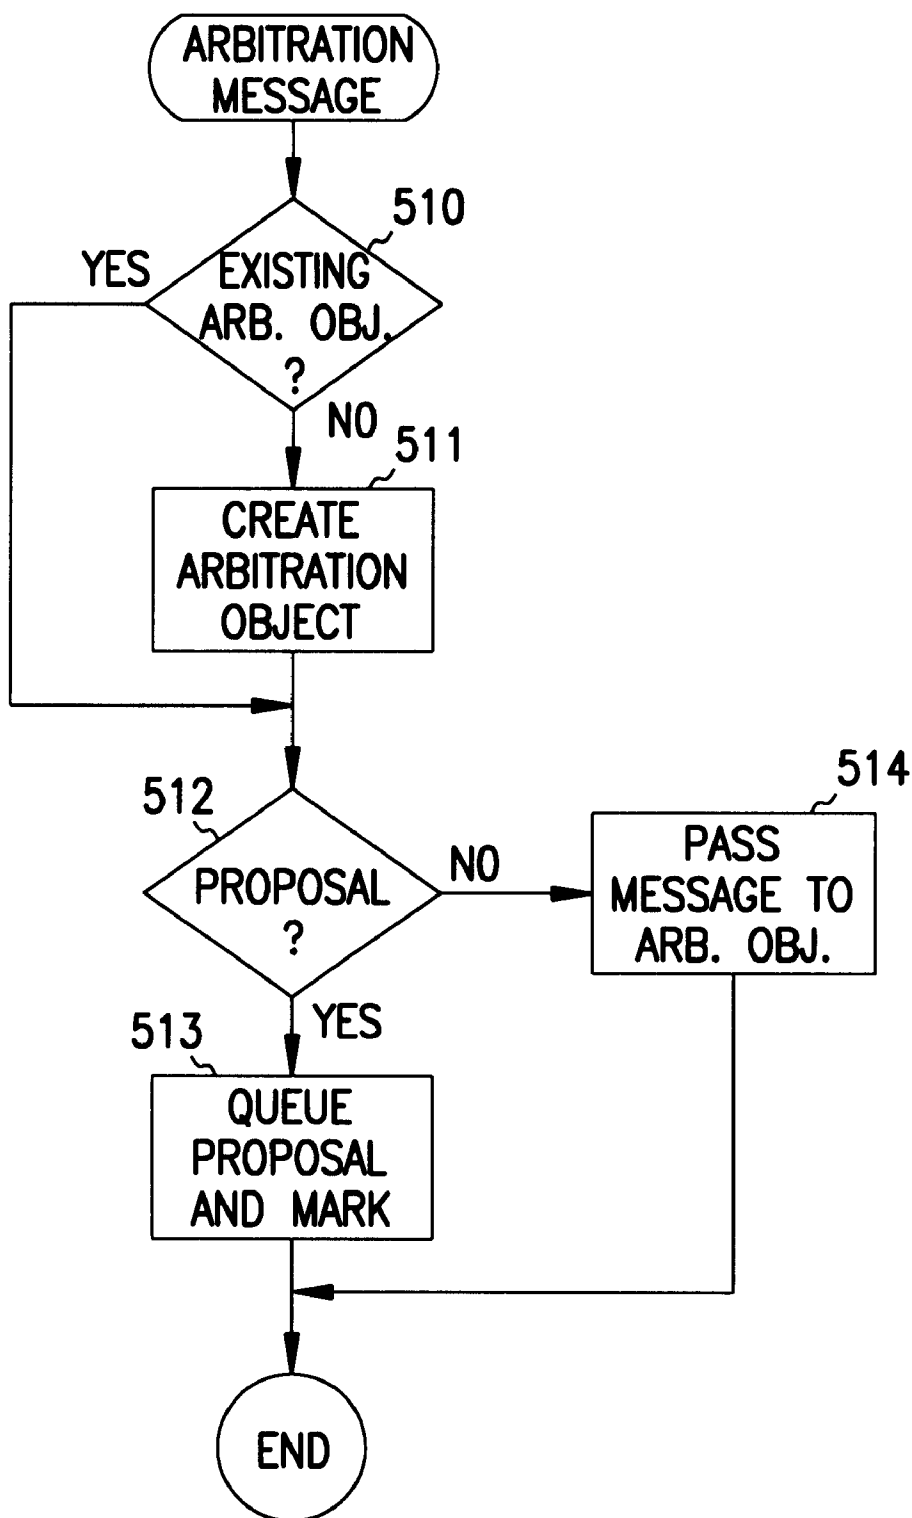 ARBITRATION
MESSAGE
510
YES
EXISTING
ARB. OBJ.
?
NO
511
CREATE
ARBITRATION
OBJECT
512
PROPOSAL
?
NO
514
PASS
MESSAGE TO
ARB. OBJ.
YES
513
QUEUE
PROPOSAL
AND MARK
END